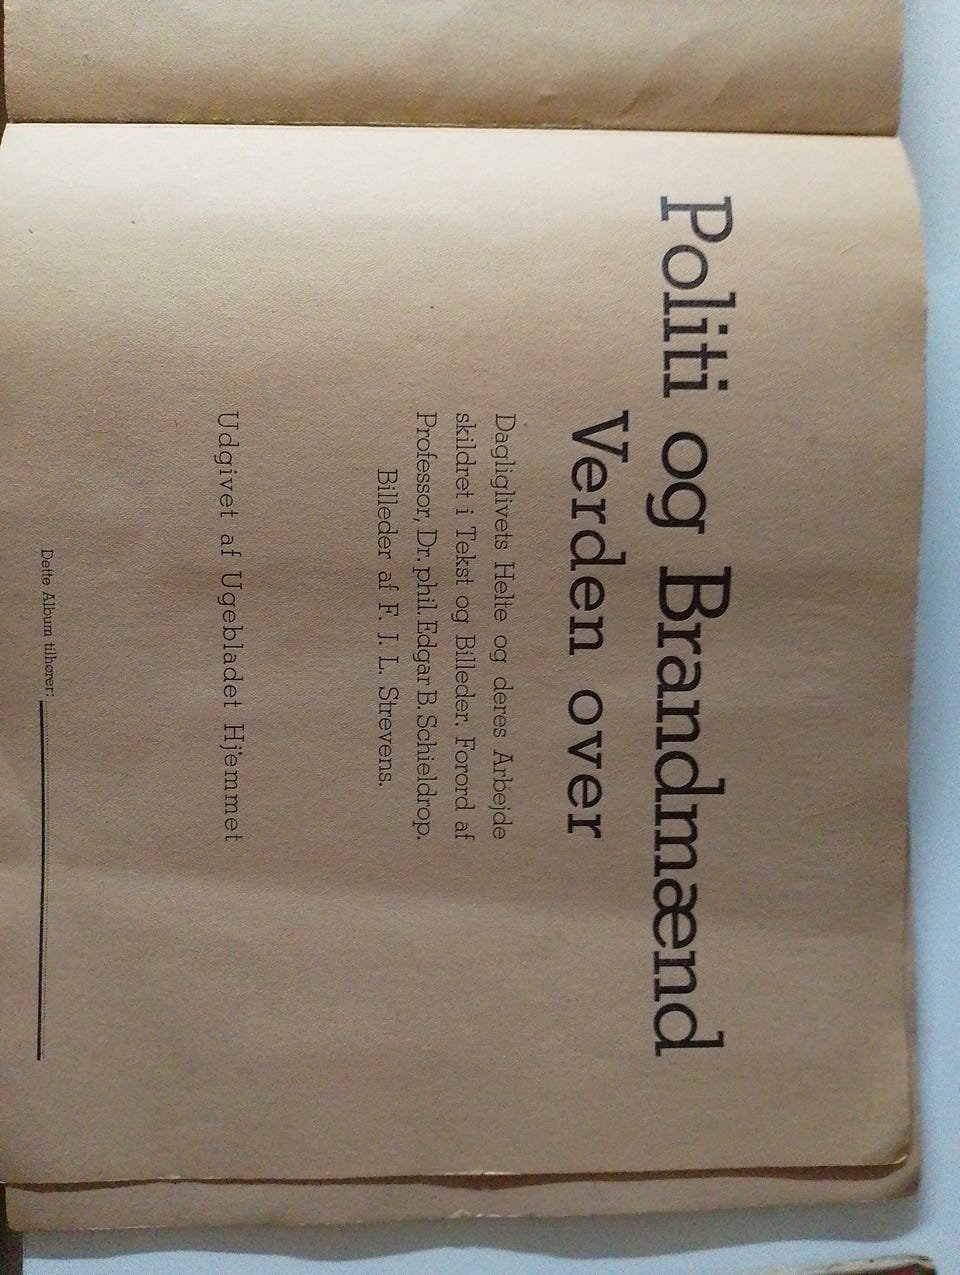 Politi og Brandmænd
Verden over
Dagliglivets Helte og deres Arbejde
skildret i Tekst og Billeder. Forord af
Professor, Dr. phil. Edgar B. Schieldrop.
Billeder af F. J. L. Strevens.
Udgivet af Ugebladet Hjemmet
Dette Album tilhører: